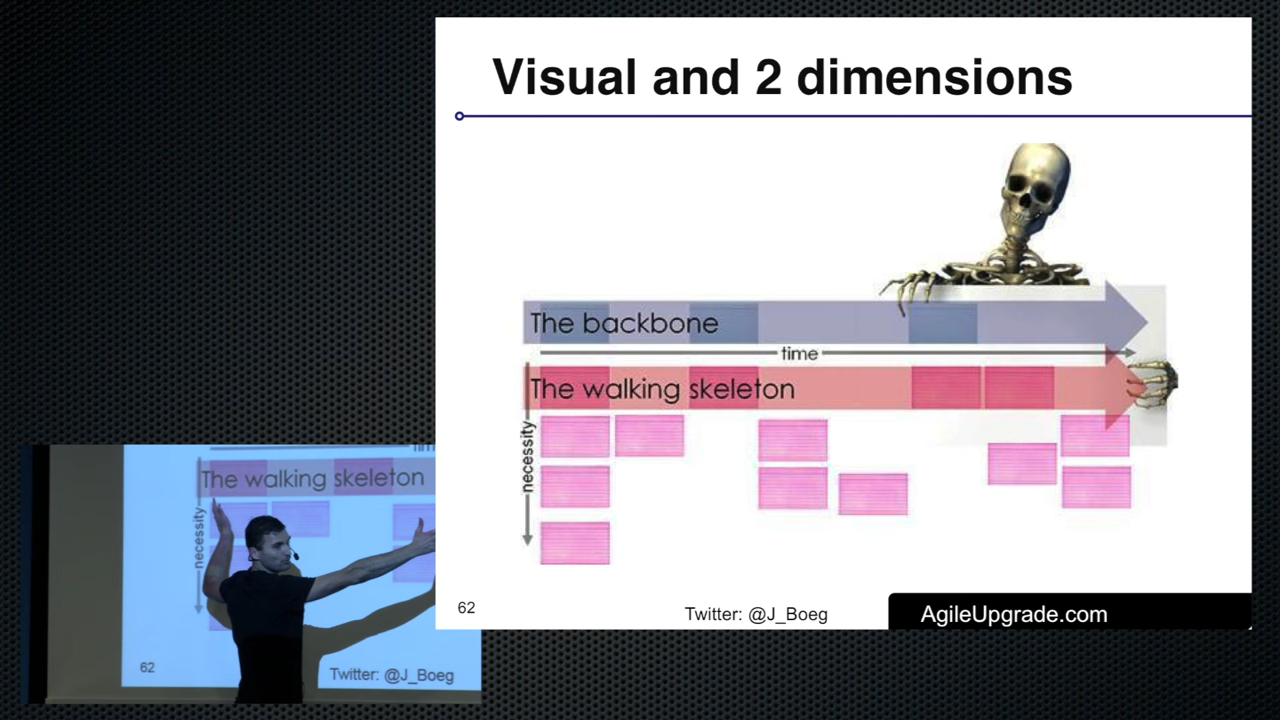 Visual and 2 dimensions
The backbone
time
The walking skeleton
necessity
62
Twitter: @J_Boeg
AgileUpgrade.com
The walking skeleton
necessity
62
Twitter: @J_Boeg